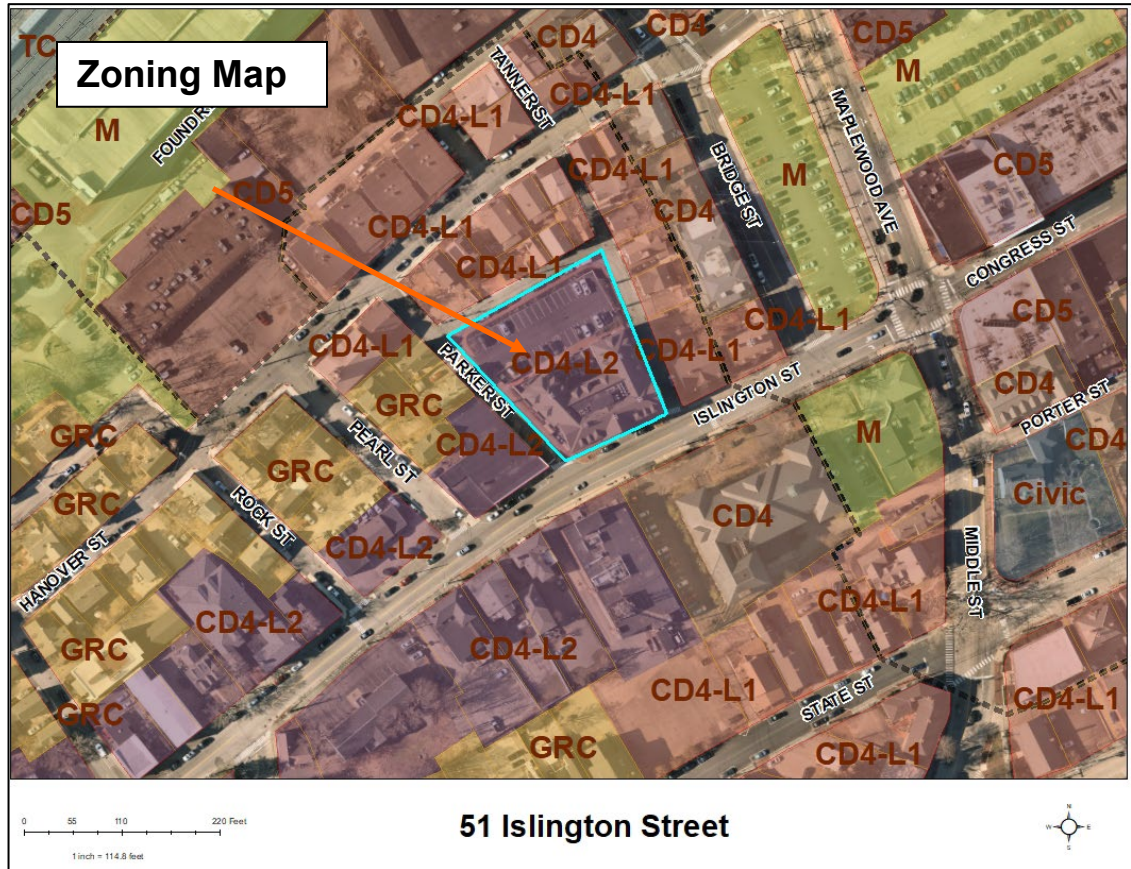 TC
Zoning Map
M
FOUNDR
CD5
CD5
CD4-L1
TANNER ST
CD4
CD4
CD4-L1
CD5
M
MAPLEWOOD AVE
BRIDGE ST
M
CD4-L1
CD4
CD5
CONGRESS ST
CD4-L1
CD4-L1
CD4-L1
PARKER ST
CD4-L2
CD4-L1
CD4-L1
ISLINGTON ST
CD5
CD4
PORTER ST
CD4
Civic
M
GRC
PEARL ST
CD4-L2
GRC
GRC
GRC
ROCK ST
HANOVER ST
CD4-L2
CD4
MIDDLE ST
CD4-L2
GRC
GRC
CD4-L2
CD4-L1
CD4-L1
STATE ST
GRC
CD4-L1
CD4-L1
0 55 110 220 Feet
1 inch = 114.8 feet
51 Islington Street
N
W E
S